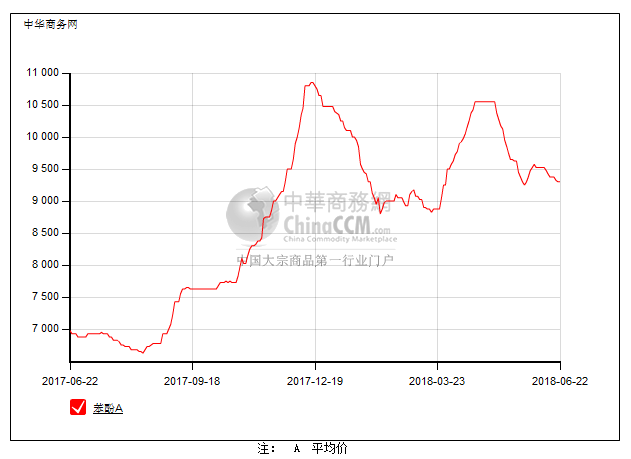 中华商务网
11 000
10 500
10 000
9 500
9 000
8 500
8 000
7 500
7 000
中華商務網
ChinaCCM.com
China Commodity Marketplace
中国大宗商品第一行业门户
2017-06-22 2017-09-18 2017-12-19 2018-03-23 2018-06-22
苯酚A
注： A 平均价